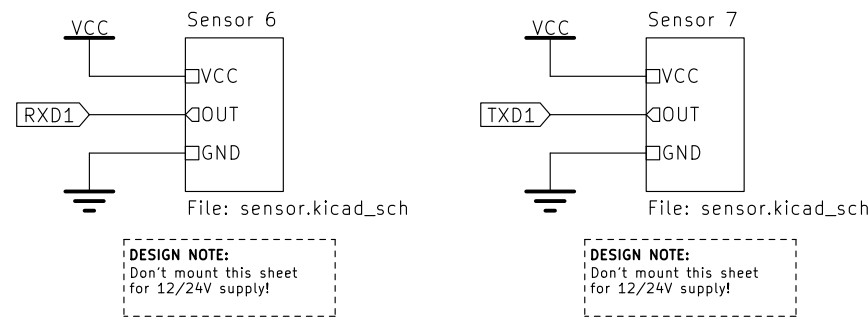 Sensor 6
VCC
VCC
RXD1
OUT
GND
File: sensor.kicad_sch
DESIGN NOTE:
Don't mount this sheet
for 12/24V supply!
Sensor 7
VCC
VCC
TXD1
OUT
GND
File: sensor.kicad_sch
DESIGN NOTE:
Don't mount this sheet
for 12/24V supply!